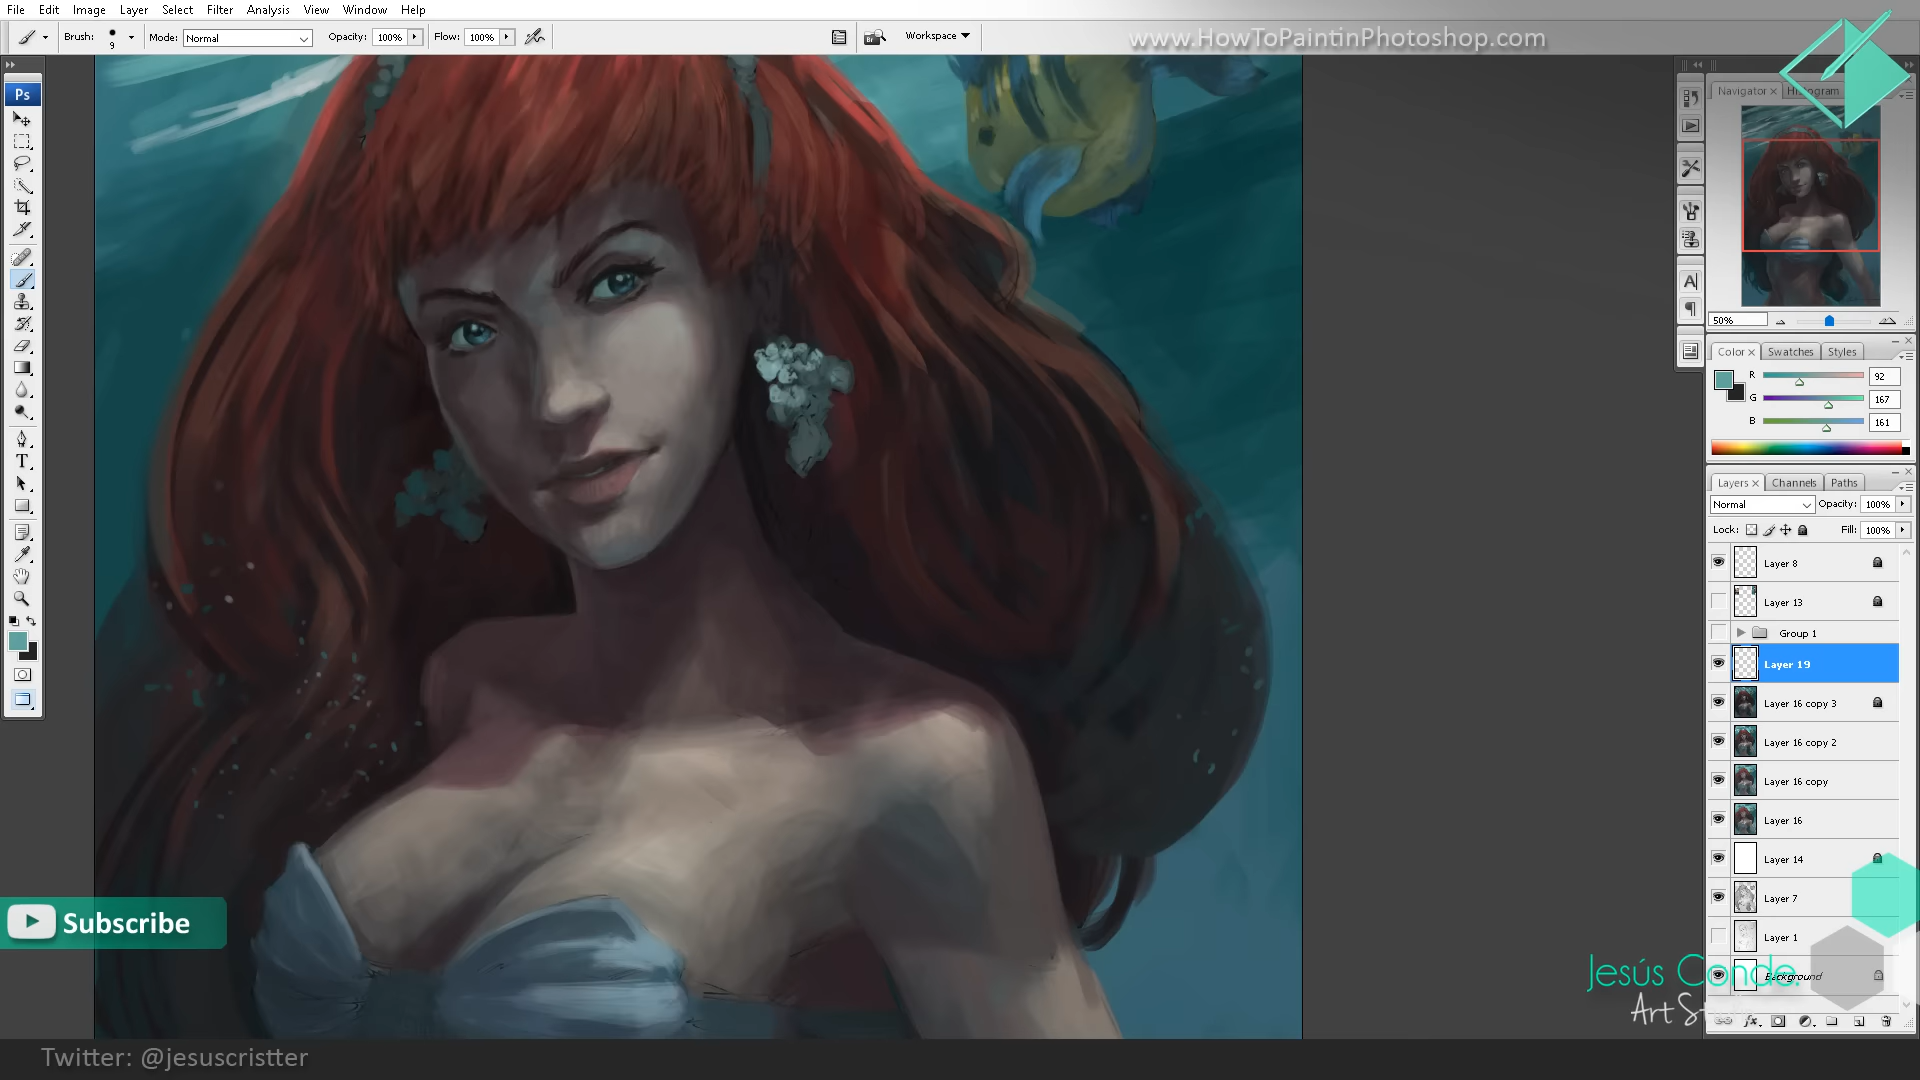 File Edit Image Layer Select Filter Analysis View Window Help
Brush: 9 Mode: Normal Opacity: 100% Flow: 100% Workspace
www.HowToPaintinPhotoshop.com
Ps
Navigator Histogram
50%
Color Swatches Styles
R 92
G 167
B 161
Layers Channels Paths
Normal Opacity: 100%
Lock: Fill: 100%
Layer 8
Layer 13
Group 1
Layer 19
Layer 16 copy 3
Layer 16 copy 2
Layer 16 copy
Layer 16
Layer 14
Layer 7
Layer 1
Background
Subscribe
Jesús Conde.
Twitter: @jesuscristter